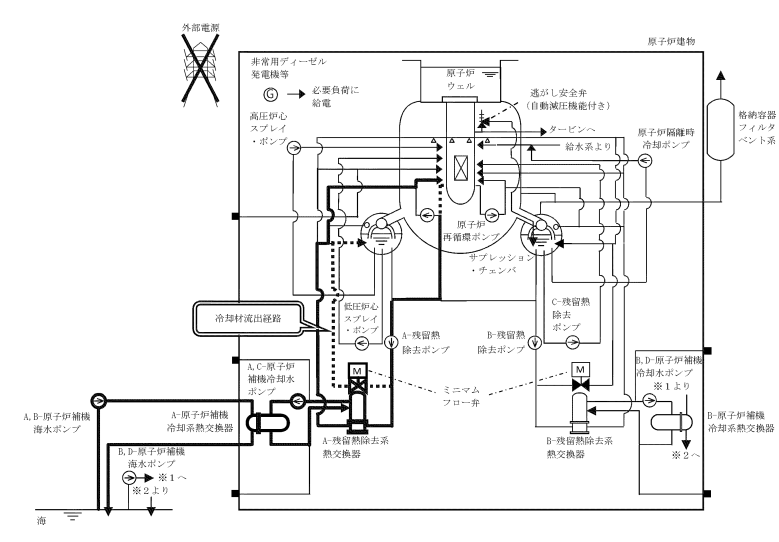 外部電源
原子炉建物
非常用ディーゼル
発電機等
G
必要負荷に
給電
高圧炉心
スプレイ
・ポンプ
原子炉
ウェル
逃がし安全弁
(自動減圧機能付き)
タービンへ
給水系より
原子炉隔離時
冷却ポンプ
格納容器
フィルタ
ベント系
原子炉
再循環ポンプ
サプレッション
・チェンバ
冷却材流出経路
低圧炉心
スプレイ
・ポンプ
A-残留熱
除去ポンプ
B-残留熱
除去ポンプ
C-残留熱
除去
ポンプ
A,C-原子炉
補機冷却水
ポンプ
M
ミニマム
フロー弁
M
B,D-原子炉補機
冷却水ポンプ
※1より
A,B-原子炉補機
海水ポンプ
A-原子炉補機
冷却系熱交換器
A-残留熱除去系
熱交換器
B-残留熱除去系
熱交換器
B-原子炉補機
冷却系熱交換器
※2へ
B,D-原子炉補機
海水ポンプ
※1へ
※2より
海